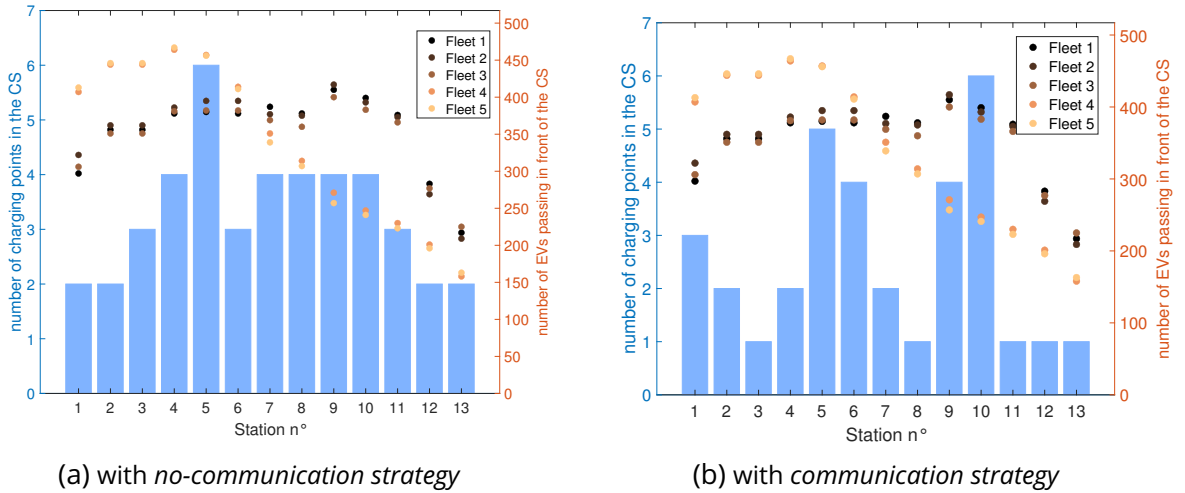 number of charging points in the CS
7
6
5
4
3
2
1
0
500
450
400
350
300
250
200
150
100
50
0
number of EVs passing in front of the CS
Fleet 1
Fleet 2
Fleet 3
Fleet 4
Fleet 5
1 2 3 4 5 6 7 8 9 10 11 12 13
Station n°
(a) with no-communication strategy
number of charging points in the CS
7
6
5
4
3
2
1
0
500
400
300
200
100
0
number of EVs passing in front of the CS
Fleet 1
Fleet 2
Fleet 3
Fleet 4
Fleet 5
1 2 3 4 5 6 7 8 9 10 11 12 13
Station n°
(b) with communication strategy